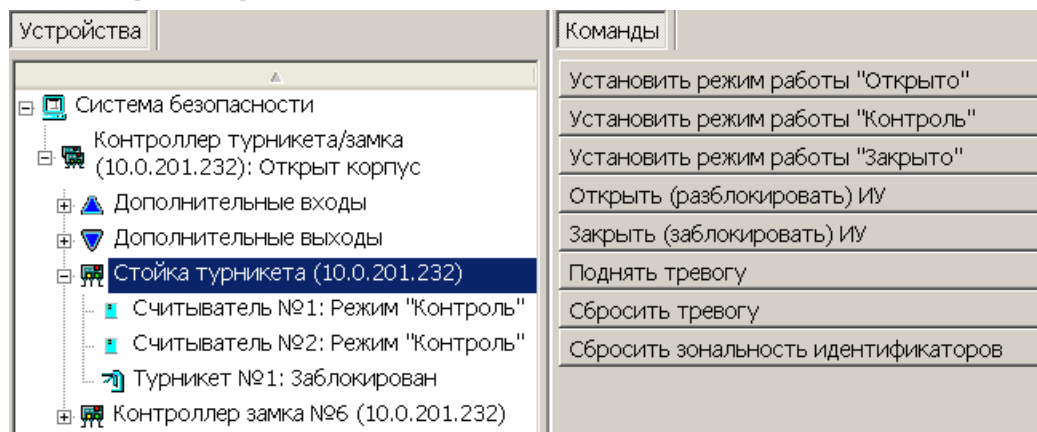 Устройства
Система безопасности
Контроллер турникета/замка
(10.0.201.232): Открыт корпус
Дополнительные входы
Дополнительные выходы
Стойка турникета (10.0.201.232)
Считыватель №1: Режим "Контроль"
Считыватель №2: Режим "Контроль"
Турникет №1: Заблокирован
Контроллер замка №6 (10.0.201.232)
Команды
Установить режим работы "Открыто"
Установить режим работы "Контроль"
Установить режим работы "Закрыто"
Открыть (разблокировать) ИУ
Закрыть (заблокировать) ИУ
Поднять тревогу
Сбросить тревогу
Сбросить зональность идентификаторов